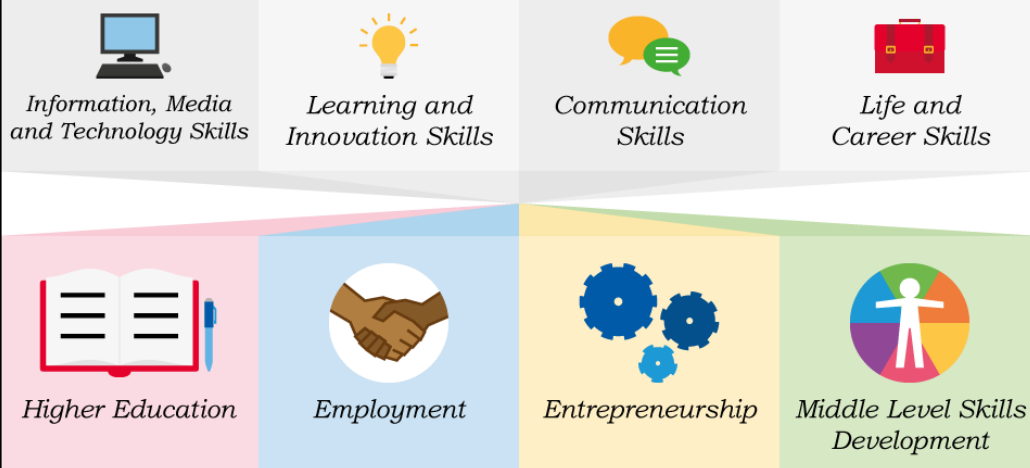 Information, Media
and Technology Skills
Learning and
Innovation Skills
Communication
Skills
Life and
Career Skills
Higher Education
Employment
Entrepreneurship
Middle Level Skills
Development